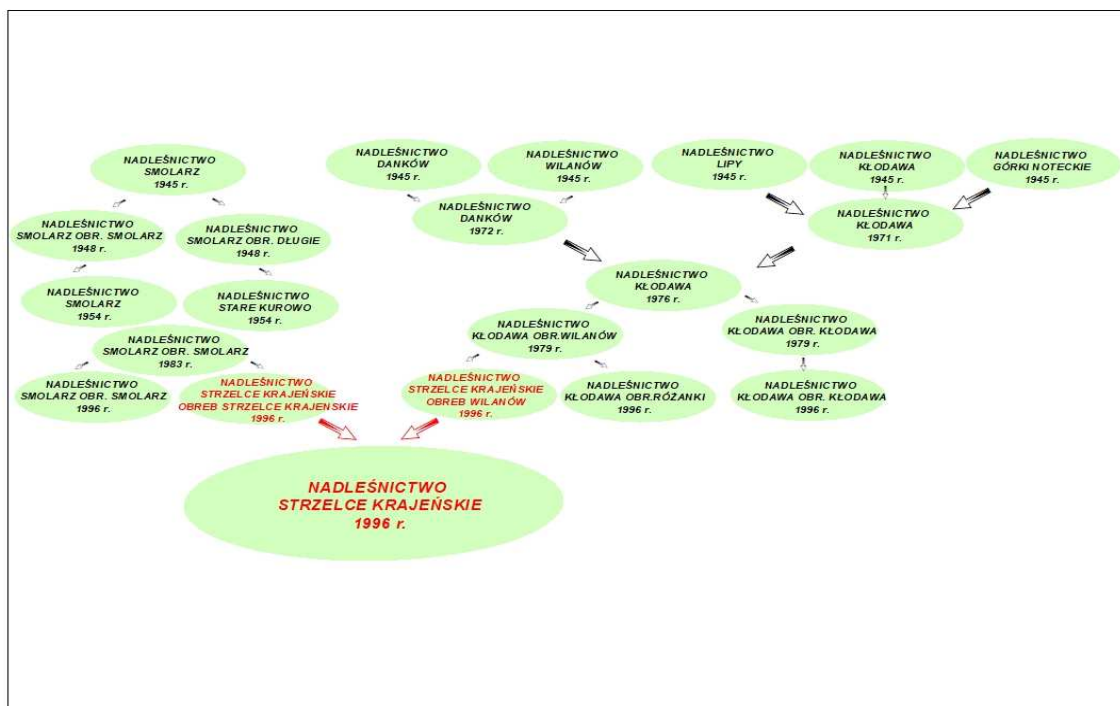 NADLEŚNICTWO
SMOLARZ
1945 r.
NADLEŚNICTWO
DANKÓW
1945 r.
NADLEŚNICTWO
WILANÓW
1945 r.
NADLEŚNICTWO
LIPY
1945 r.
NADLEŚNICTWO
KŁODAWA
1945 r.
NADLEŚNICTWO
GÓRKI NOTECKIE
1945 r.
NADLEŚNICTWO
SMOLARZ OBR. SMOLARZ
1948 r.
NADLEŚNICTWO
SMOLARZ OBR. DŁUGIE
1948 r.
NADLEŚNICTWO
DANKÓW
1972 r.
NADLEŚNICTWO
KŁODAWA
1971 r.
NADLEŚNICTWO
SMOLARZ
1954 r.
NADLEŚNICTWO
STARE KUROWO
1954 r.
NADLEŚNICTWO
KŁODAWA
1976 r.
NADLEŚNICTWO
SMOLARZ OBR. SMOLARZ
1983 r.
NADLEŚNICTWO
KŁODAWA OBR.WILANÓW
1979 r.
NADLEŚNICTWO
KŁODAWA OBR. KŁODAWA
1979 r.
NADLEŚNICTWO
SMOLARZ OBR. SMOLARZ
1996 r.
NADLEŚNICTWO
STRZELCE KRAJEŃSKIE
OBREB STRZELCE KRAJENSKIE
1996 r.
NADLEŚNICTWO
STRZELCE KRAJEŃSKIE
OBREB WILANÓW
1996 r.
NADLEŚNICTWO
KŁODAWA OBR.RÓŻANKI
1996 r.
NADLEŚNICTWO
KŁODAWA OBR. KŁODAWA
1996 r.
NADLEŚNICTWO
STRZELCE KRAJEŃSKIE
1996 r.